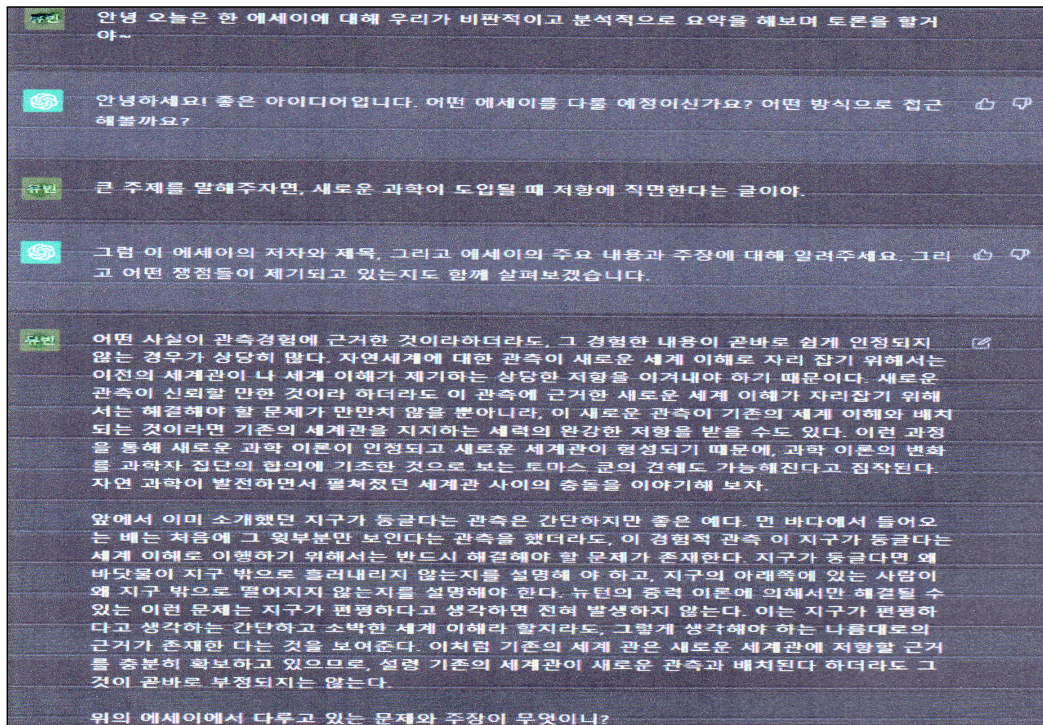 유빈
안녕 오늘은 한 에세이에 대해 우리가 비판적이고 분석적으로 요약을 해보며 토론을 할거
야~
안녕하세요! 좋은 아이디어입니다. 어떤 에세이를 다룰 예정이신가요? 어떤 방식으로 접근
해볼까요?
유빈
큰 주제를 말해주자면, 새로운 과학이 도입될 때 저항에 직면한다는 글이야.
그럼 이 에세이의 저자와 제목, 그리고 에세이의 주요 내용과 주장에 대해 알려주세요. 그리
고 어떤 쟁점들이 제기되고 있는지도 함께 살펴보겠습니다.
유빈
어떤 사실이 관측경험에 근거한 것이라하더라도, 그 경험한 내용이 곧바로 쉽게 인정되지
않는 경우가 상당히 많다. 자연세계에 대한 관측이 새로운 세계 이해로 자리 잡기 위해서는
이전의 세계관이 나 세계 이해가 제기하는 상당한 저항을 이겨내야 하기 때문이다. 새로운
관측이 신뢰할 만한 것이라 하더라도 이 관측에 근거한 새로운 세계 이해가 자리잡기 위해
서는 해결해야 할 문제가 만만치 않을 뿐아니라, 이 새로운 관측이 기존의 세계 이해와 배치
되는 것이라면 기존의 세계관을 지지하는 세력의 완강한 저항을 받을 수도 있다. 이런 과정
을 통해 새로운 과학 이론이 인정되고 새로운 세계관이 형성되기 때문에, 과학 이론의 변화
를 과학자 집단의 합의에 기초한 것으로 보는 토마스 쿤의 견해도 가능해진다고 짐작된다.
자연 과학이 발전하면서 펼쳐졌던 세계관 사이의 충돌을 이야기해 보자.
앞에서 이미 소개했던 지구가 둥글다는 관측은 간단하지만 좋은 예다. 먼 바다에서 들어오
는 배는 처음에 그 윗부분만 보인다는 관측을 했더라도, 이 경험적 관측 이 지구가 둥글다는
세계 이해로 이행하기 위해서는 반드시 해결해야 할 문제가 존재한다. 지구가 둥글다면 왜
바닷물이 지구 밖으로 흘러내리지 않는지를 설명해 야 하고, 지구의 아래쪽에 있는 사람이
왜 지구 밖으로 떨어지지 않는지를 설명해야 한다. 뉴턴의 중력 이론에 의해서만 해결될 수
있는 이런 문제는 지구가 편평하다고 생각하면 전혀 발생하지 않는다. 이는 지구가 편평하
다고 생각하는 간단하고 소박한 세계 이해라 할지라도, 그렇게 생각해야 하는 나름대로의
근거가 존재한 다는 것을 보여준다. 이처럼 기존의 세계 관은 새로운 세계관에 저항할 근거
를 충분히 확보하고 있으므로, 설령 기존의 세계관이 새로운 관측과 배치된다 하더라도 그
것이 곧바로 부정되지는 않는다.
위의 에세이에서 다루고 있는 문제와 주장이 무엇이니?